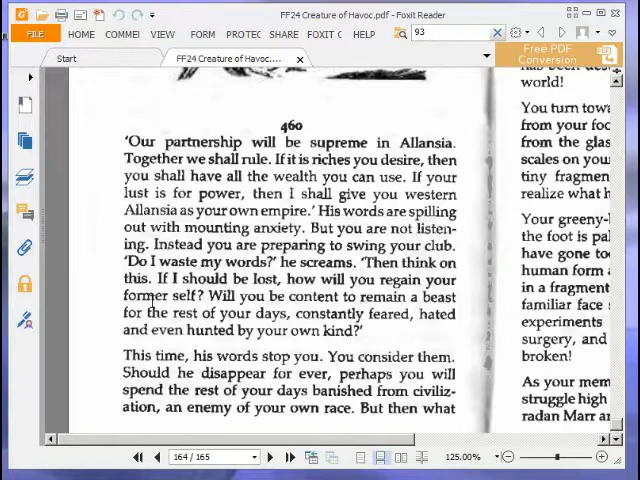 FF24 Creature of Havoc.pdf - Foxit Reader
FILE HOME COMMEN VIEW FORM PROTEC SHARE FOXIT C HELP 93
Start FF24 Creature of Havoc....
Free PDF
Conversion
460
'Our partnership will be supreme in Allansia.
Together we shall rule. If it is riches you desire, then
you shall have all the wealth you can use. If your
lust is for power, then I shall give you western
Allansia as your own empire.' His words are spilling
out with mounting anxiety. But you are not listen-
ing. Instead you are preparing to swing your club.
'Do I waste my words?' he screams. 'Then think on
this. If I should be lost, how will you regain your
former self? Will you be content to remain a beast
for the rest of your days, constantly feared, hated
and even hunted by your own kind?'
This time, his words stop you. You consider them.
Should he disappear for ever, perhaps you will
spend the rest of your days banished from civiliz-
ation, an enemy of your own race. But then what
world!
You turn towa
from your foo
from the glas
scales on your
tiny fragmen
realize what h
Your greeny-l
the foot is pal
have gone to
human form a
in a fragment
familiar face s
experiments
surgery, and
broken!
As your mem
struggle high
radan Marr an
164 / 165
125.00%